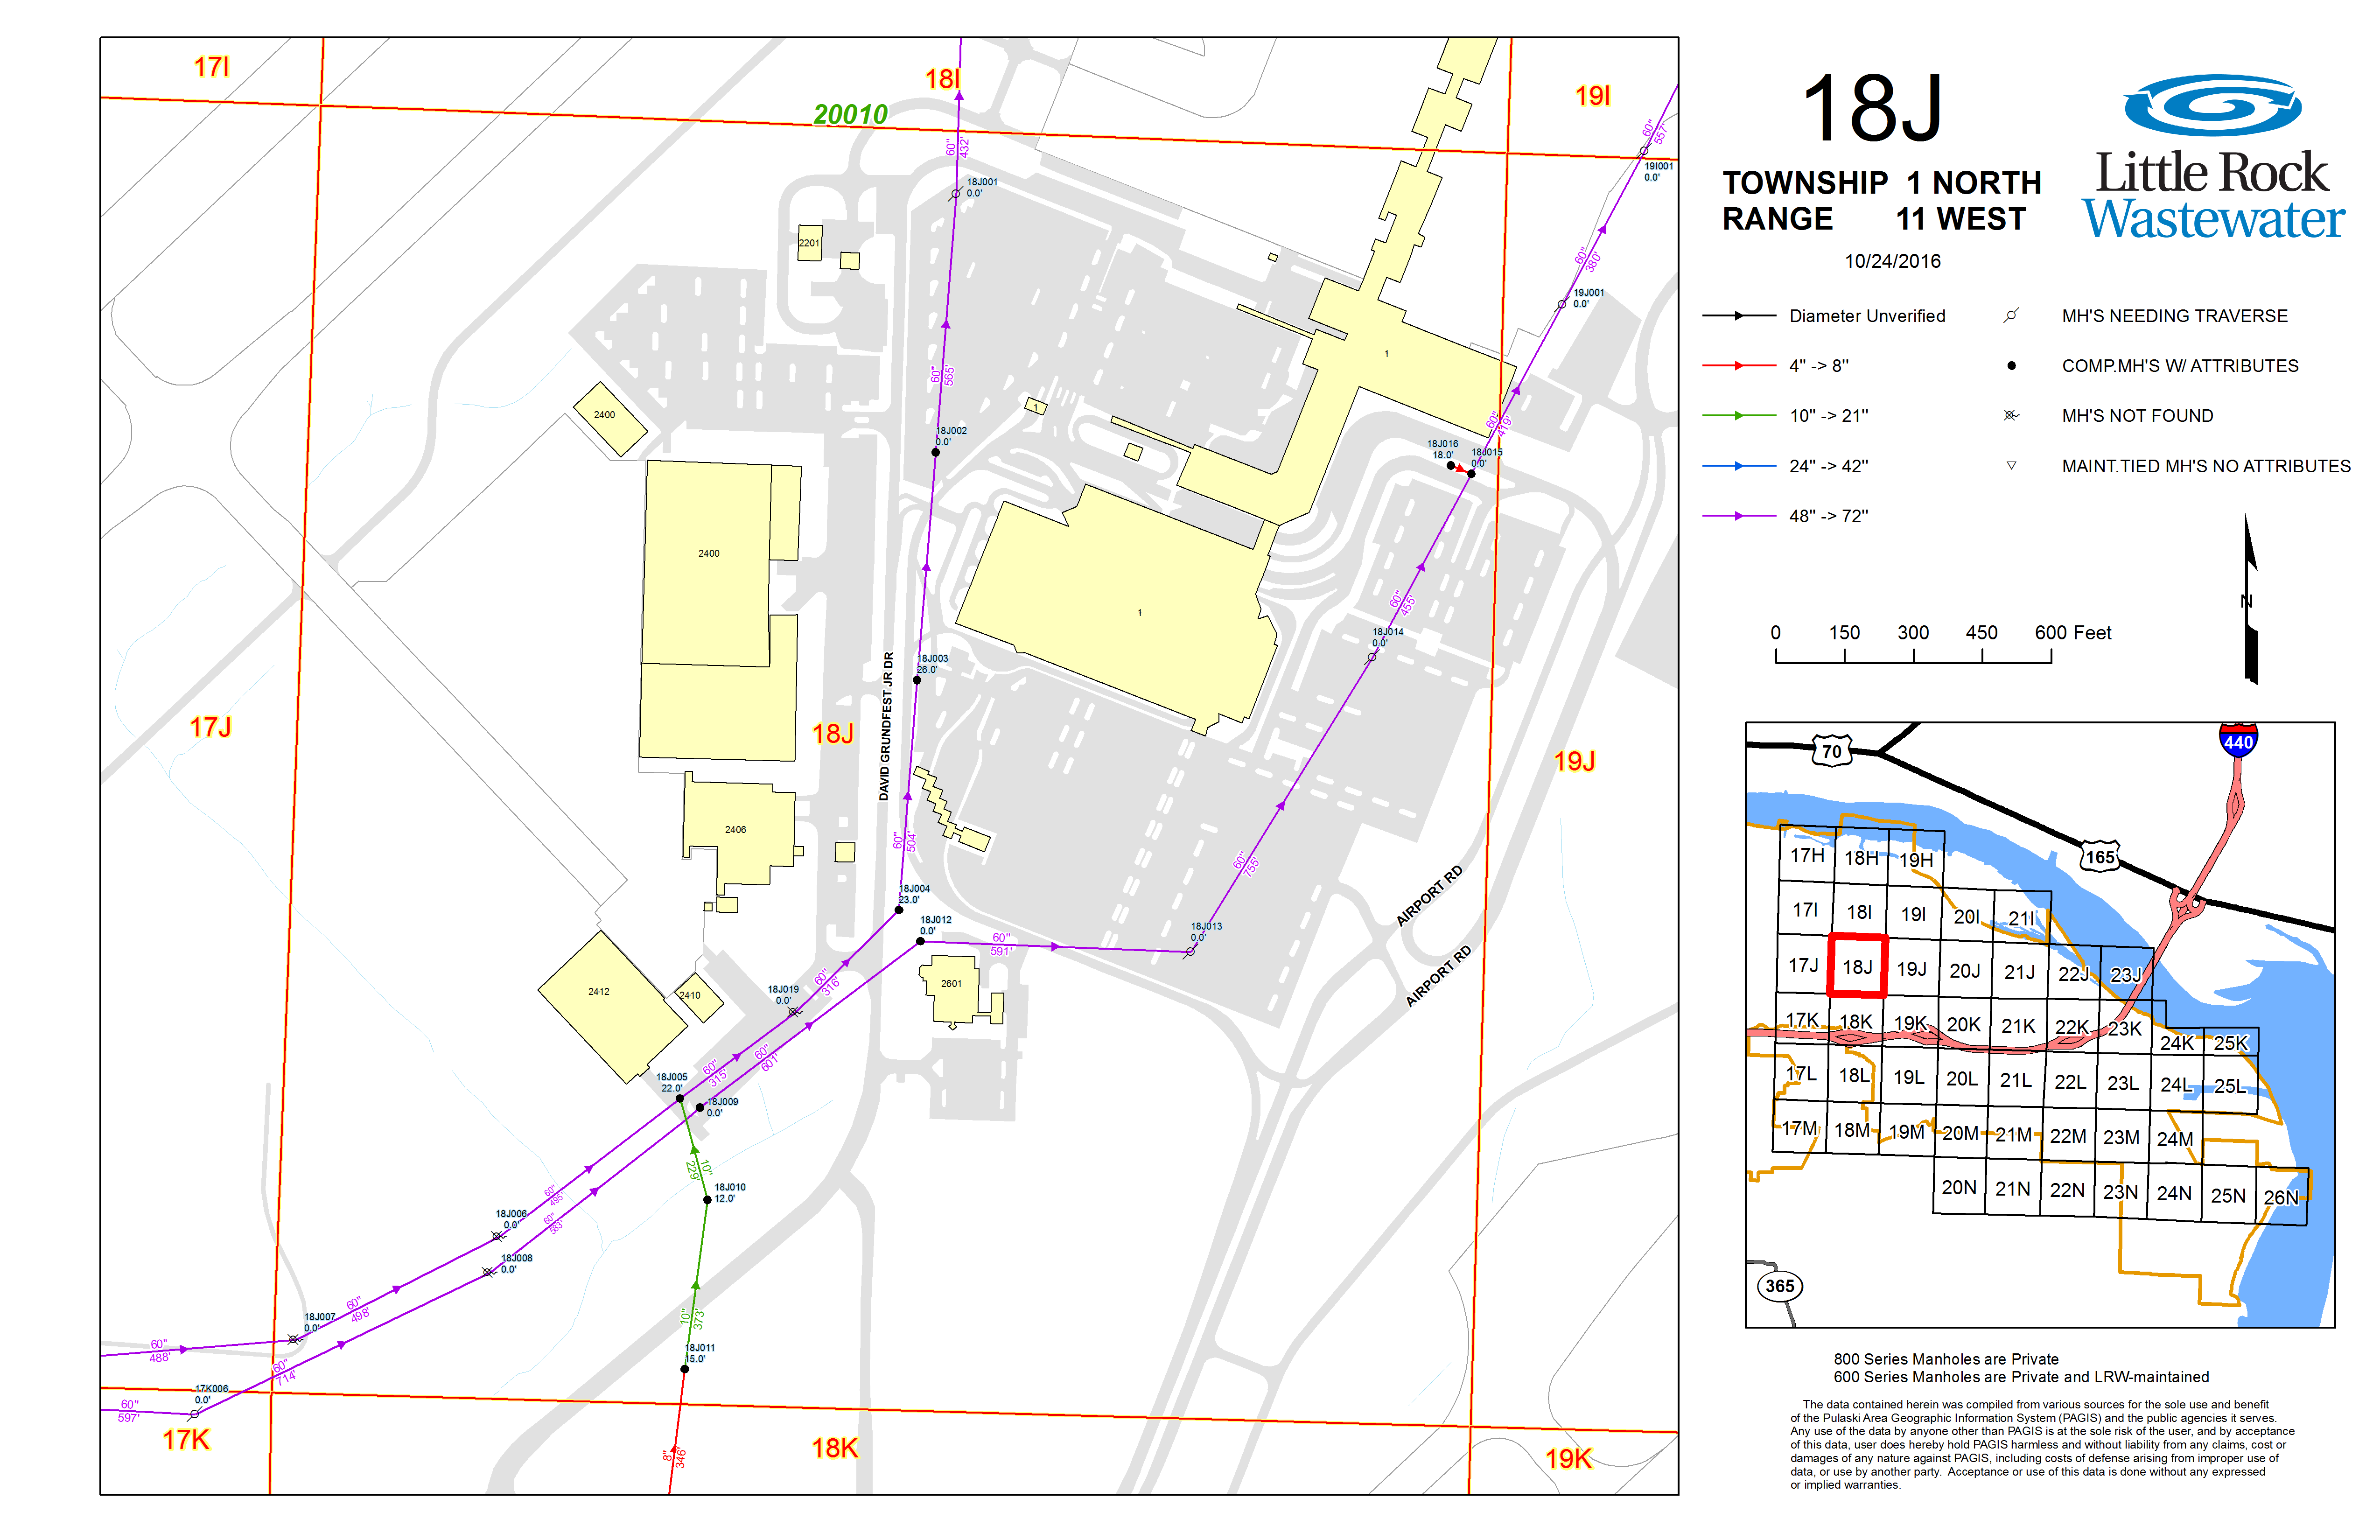 17I
18I
19I
20010
60"
432'
18J001
0.0'
60"
557'
19I001
0.0'
2201
60"
380'
19J001
0.0'
1
60"
565'
1
2400
18J002
0.0'
60"
419'
18J016
18.0'
18J015
0.0'
2400
1
60"
455'
18J014
0.0'
18J003
26.0'
DAVID GRUNDFEST JR DR
17J
18J
19J
2406
60"
504'
60"
755'
18J004
23.0'
18J012
0.0'
60"
591'
18J013
0.0'
AIRPORT RD
AIRPORT RD
2412
2410
2601
18J019
0.0'
60"
316'
60"
315'
60"
601'
18J005
22.0'
18J009
0.0'
10"
229'
18J010
12.0'
60"
495'
60"
583'
18J006
0.0'
18J008
0.0'
18J007
0.0'
60"
498'
60"
488'
60"
714'
10"
373'
18J011
15.0'
17K006
0.0'
60"
597'
8"
346'
17K
18K
19K
18J
TOWNSHIP 1 NORTH
RANGE 11 WEST
10/24/2016
Little Rock
Wastewater
Diameter Unverified
4" -> 8"
10" -> 21"
24" -> 42"
48" -> 72"
MH'S NEEDING TRAVERSE
COMP.MH'S W/ ATTRIBUTES
MH'S NOT FOUND
MAINT.TIED MH'S NO ATTRIBUTES
N
0 150 300 450 600 Feet
70
440
165
365
17H 18H 19H
17I 18I 19I 20I 21I
17J 18J 19J 20J 21J 22J 23J
17K 18K 19K 20K 21K 22K 23K 24K 25K
17L 18L 19L 20L 21L 22L 23L 24L 25L
17M 18M 19M 20M 21M 22M 23M 24M
20N 21N 22N 23N 24N 25N 26N
800 Series Manholes are Private
600 Series Manholes are Private and LRW-maintained
The data contained herein was compiled from various sources for the sole use and benefit
of the Pulaski Area Geographic Information System (PAGIS) and the public agencies it serves.
Any use of the data by anyone other than PAGIS is at the sole risk of the user, and by acceptance
of this data, user does hereby hold PAGIS harmless and without liability from any claims, cost or
damages of any nature against PAGIS, including costs of defense arising from improper use of
data, or use by another party. Acceptance or use of this data is done without any expressed
or implied warranties.